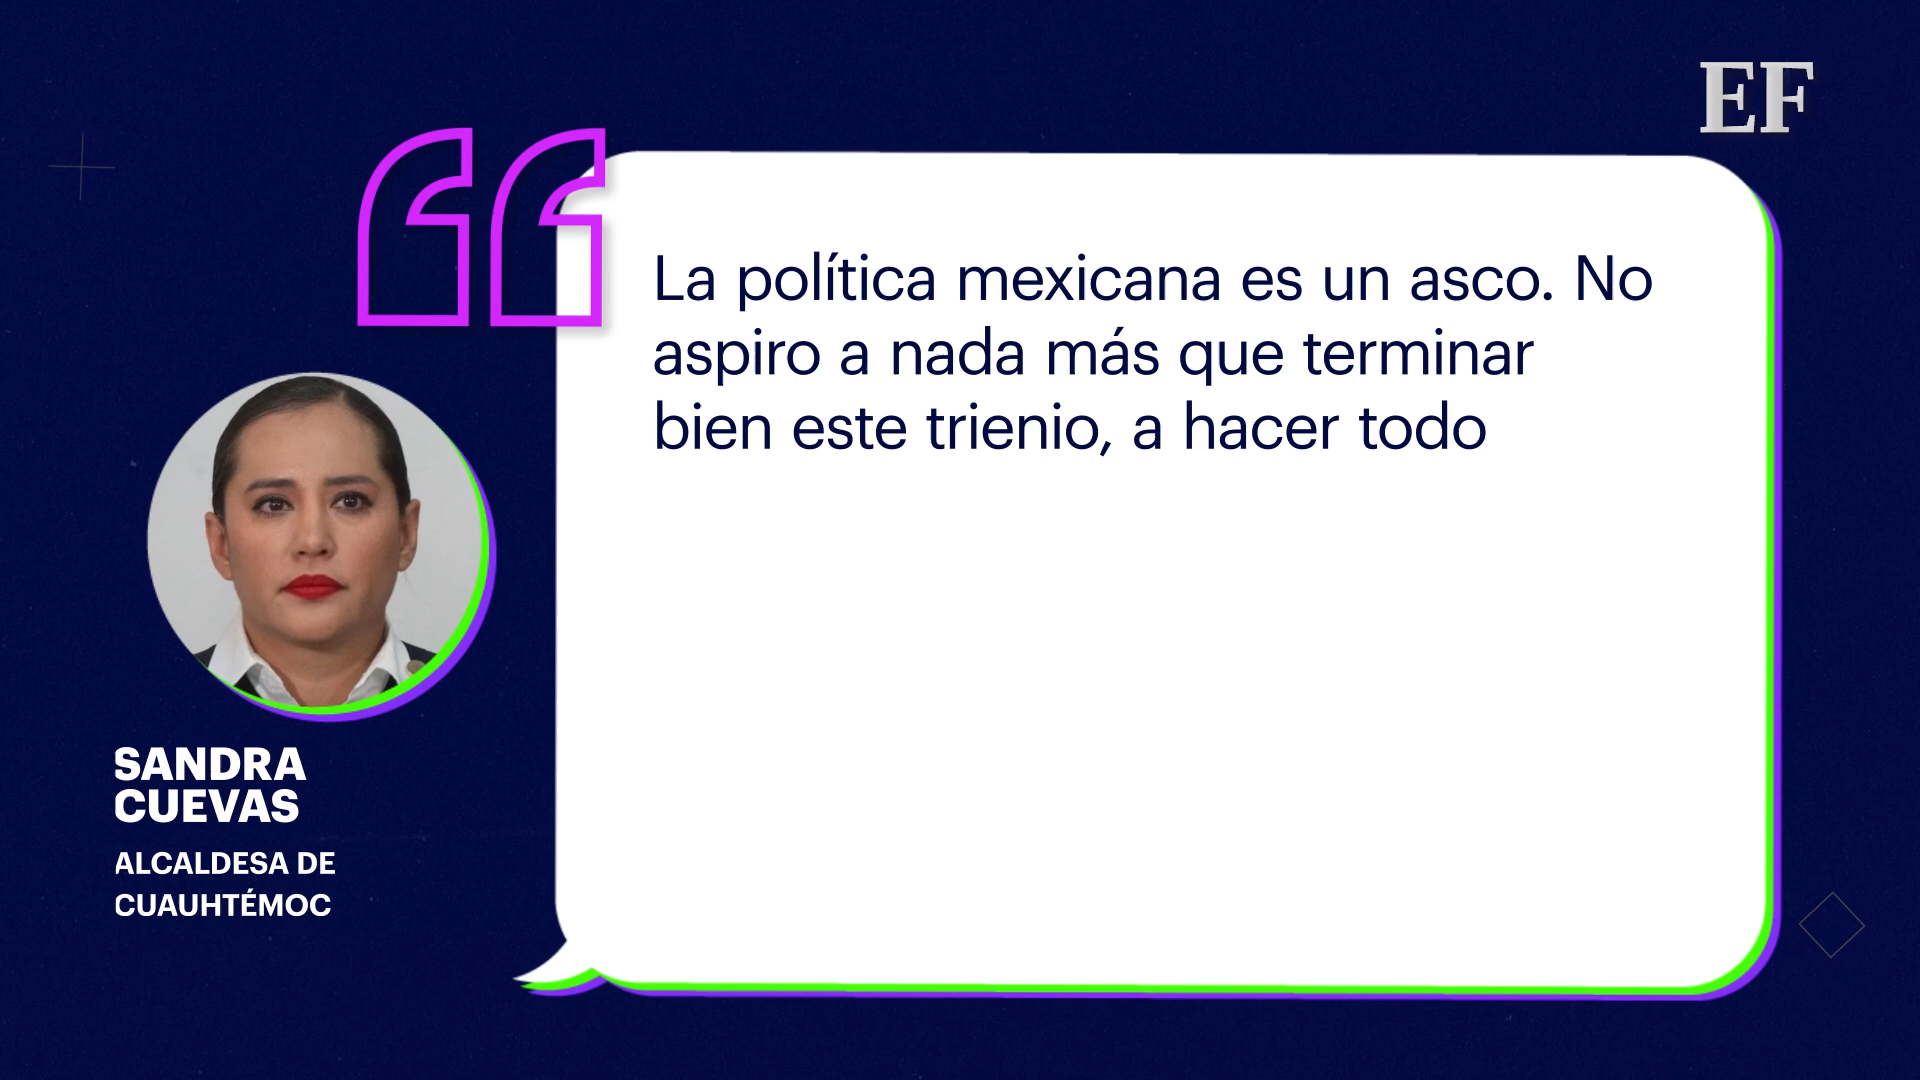 EF
La política mexicana es un asco. No
aspiro a nada más que terminar
bien este trienio, a hacer todo
SANDRA
CUEVAS
ALCALDESA DE
CUAUHTÉMOC